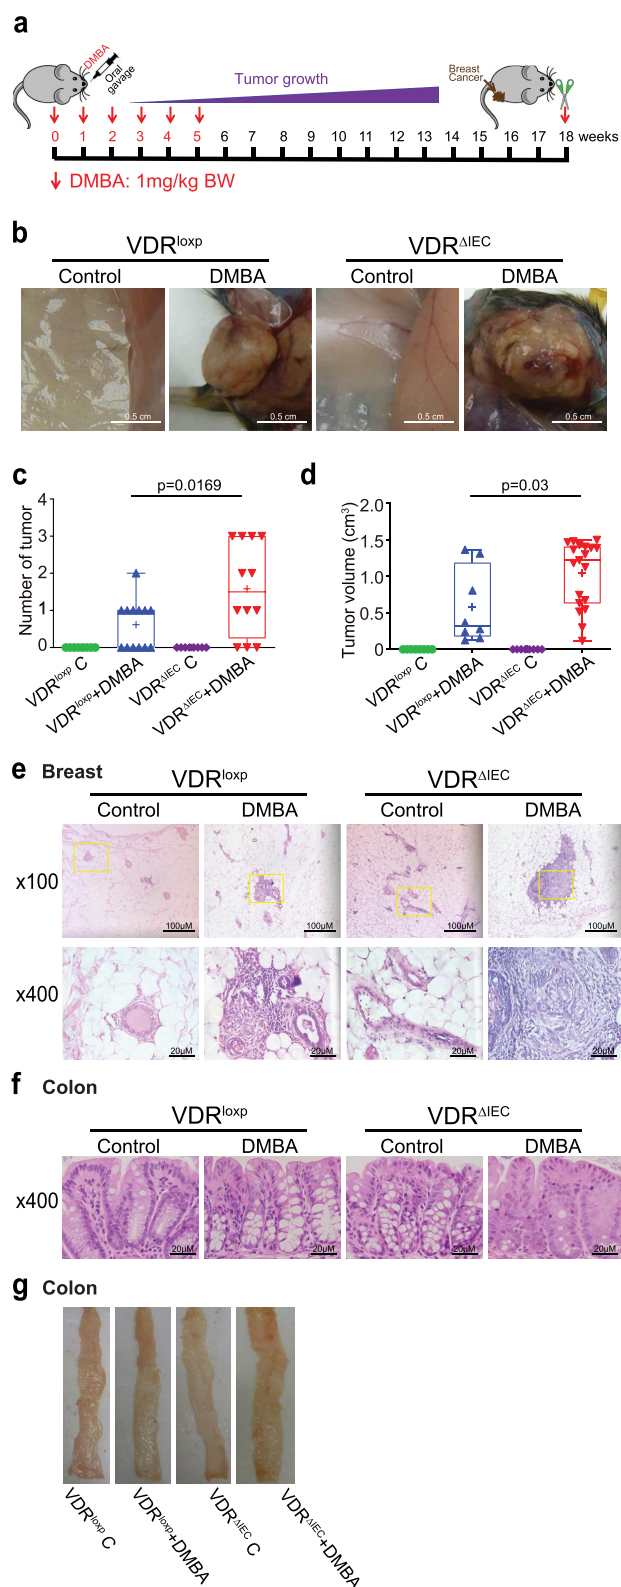 a
DMBA
Oral gavage
Tumor growth
Breast Cancer
0 1 2 3 4 5 6 7 8 9 10 11 12 13 14 15 16 17 18 weeks
↓ DMBA: 1mg/kg BW
b
VDRloxp VDRΔIEC
Control DMBA Control DMBA
0.5 cm 0.5 cm 0.5 cm 0.5 cm
c
p=0.0169
Number of tumor
4
3
2
1
0
VDRloxp C
VDRloxp+DMBA
VDRΔIEC C
VDRΔIEC+DMBA
d
p=0.03
Tumor volume (cm3)
2.0
1.5
1.0
0.5
0
VDRloxp C
VDRloxp+DMBA
VDRΔIEC C
VDRΔIEC+DMBA
e Breast
VDRloxp VDRΔIEC
Control DMBA Control DMBA
x100
100µM 100µM 100µM 100µM
x400
20µM 20µM 20µM 20µM
f Colon
VDRloxp VDRΔIEC
Control DMBA Control DMBA
x400
20µM 20µM 20µM 20µM
g Colon
VDRloxp C
VDRloxp+DMBA
VDRΔIEC C
VDRΔIEC+DMBA